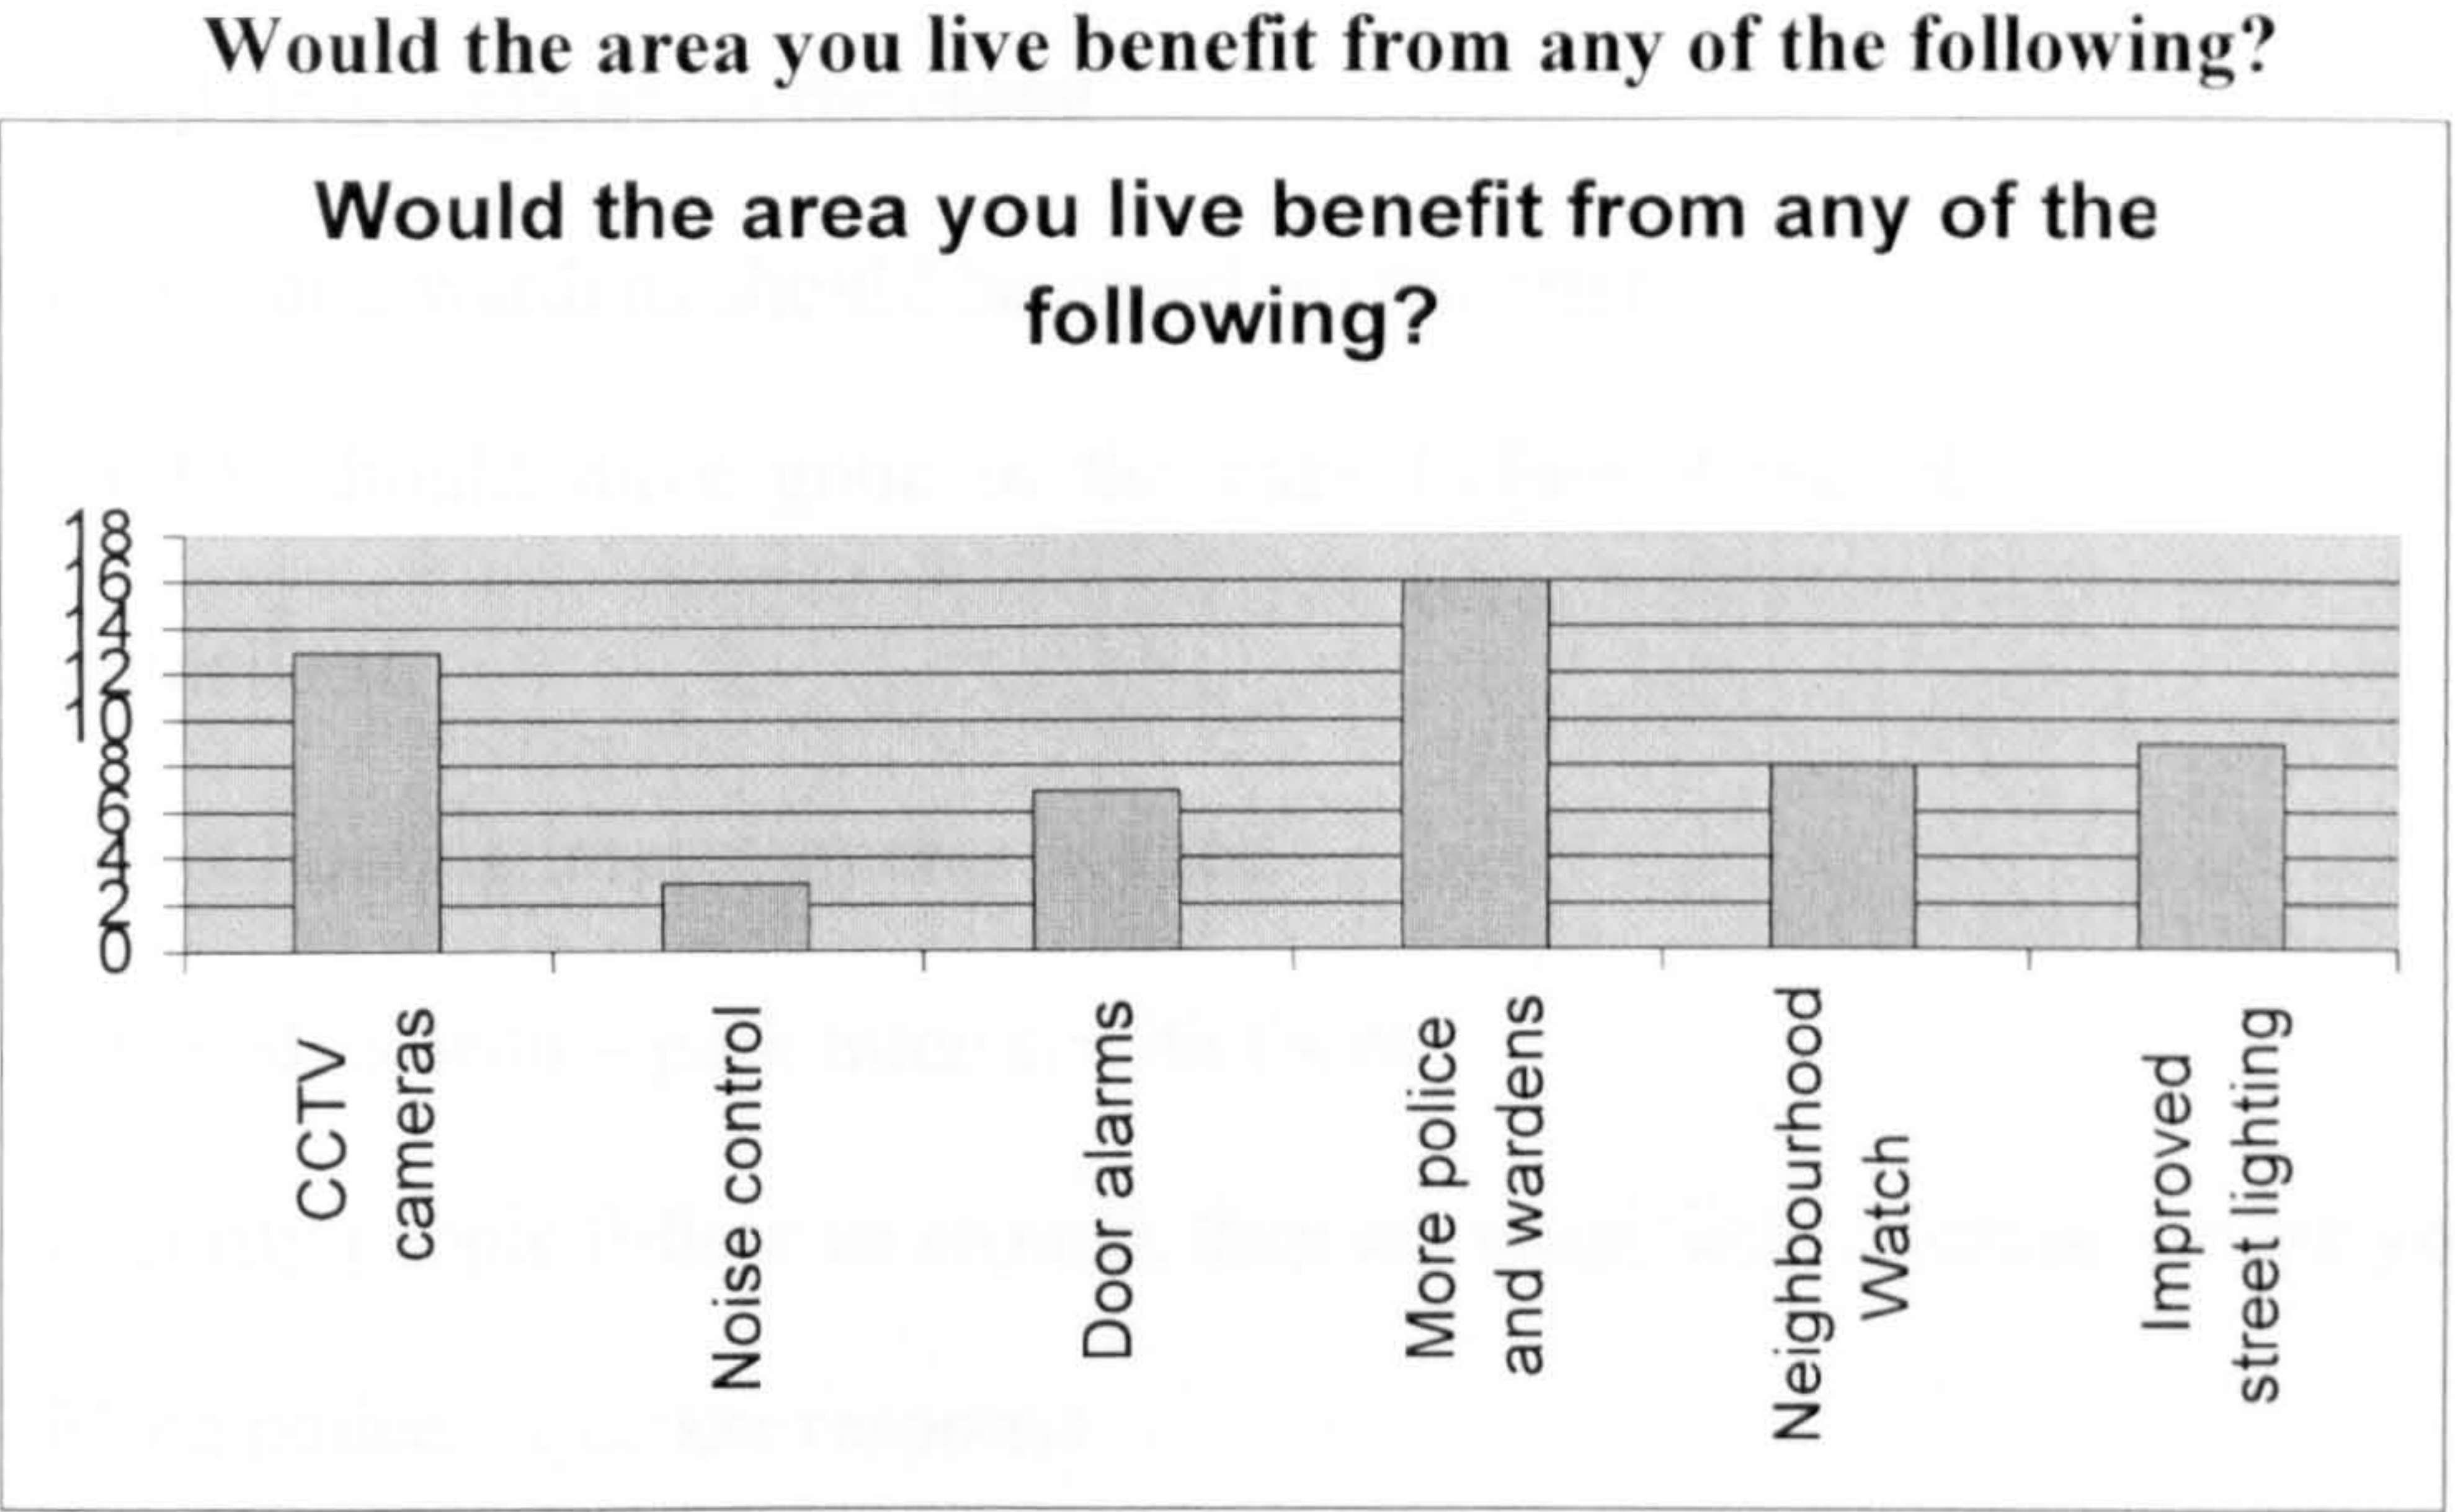 Would the area you live benefit from any of the following?
Would the area you live benefit from any of the
following?
18
16
14
12
10
8
6
4
2
0
CCTV
cameras
Noise control
Door alarms
More police
and wardens
Neighbourhood
Watch
Improved
street lighting